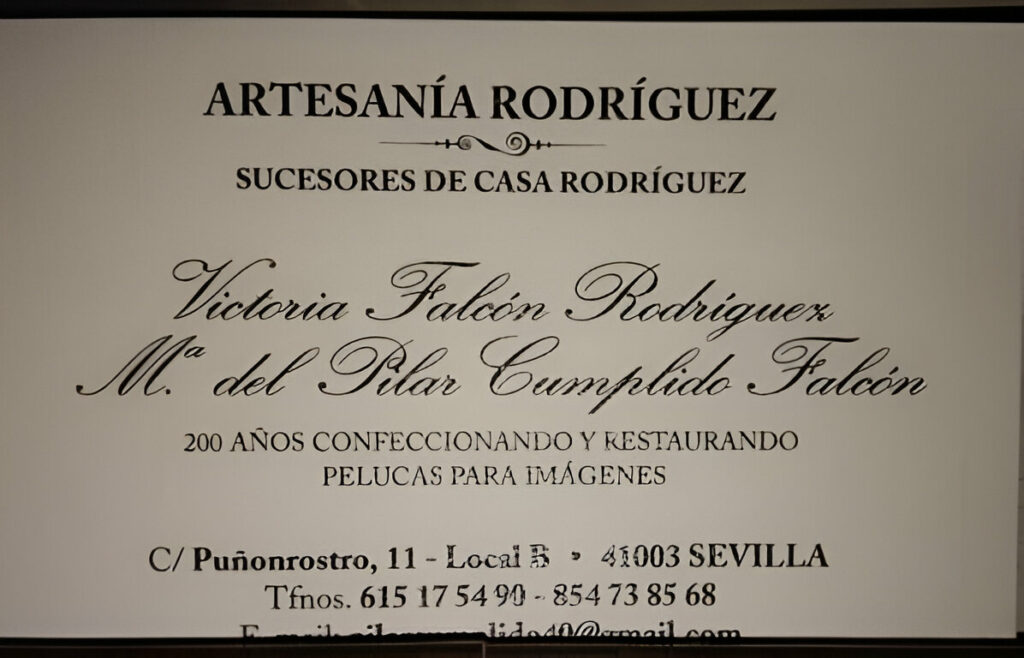 ARTESANÍA RODRÍGUEZ
SUCESORES DE CASA RODRÍGUEZ
Victoria Falcón Rodríguez
M.ª del Pilar Cumplido Falcón
200 AÑOS CONFECCIONANDO Y RESTAURANDO
PELUCAS PARA IMÁGENES
C/ Puñonrostro, 11 - Local B • 41003 SEVILLA
Tfnos. 615 17 54 90 - 854 73 85 68